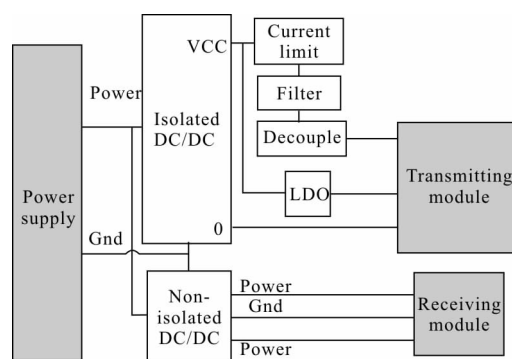 Power
supply
Power
Gnd
Isolated
DC/DC
VCC
0
Current
limit
Filter
Decouple
LDO
Transmitting
module
Non-
isolated
DC/DC
Power
Gnd
Power
Receiving
module